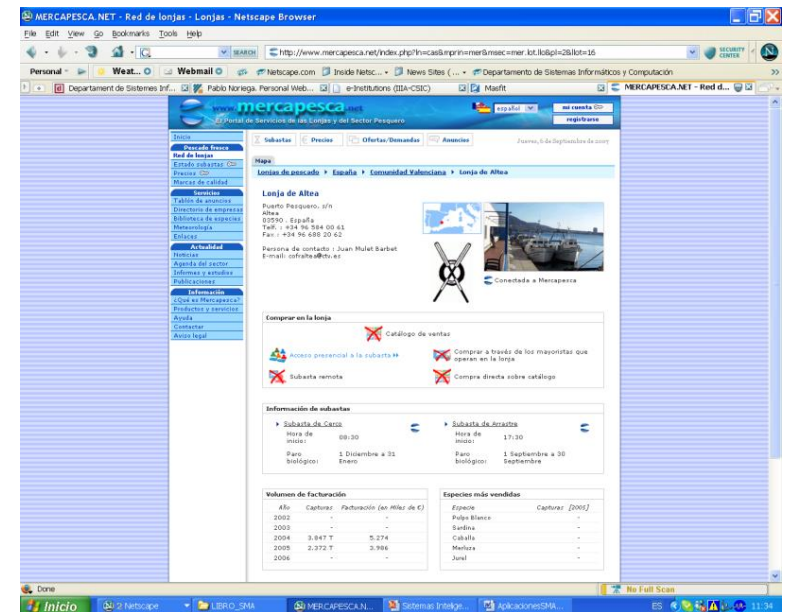 MERCAPESCA.NET - Red de lonjas - Lonjas - Netscape Browser
File Edit View Go Bookmarks Tools Help
SEARCH http://www.mercapesca.net/index.php?ln=cas&mprin=mer&msec=mer.lot.llo&pl=2&llot=16 SECURITY CENTER
Personal Weat... Webmail Netscape.com Inside Netsc... News Sites ( ... Departamento de Sistemas Informáticos y Computación
Departament de Sistemes Inf... Pablo Noriega. Personal Web... e-Institutions (IIIA-CSIC) Masfit MERCAPESCA.NET - Red d...
www.mercapesca.net español mi cuenta
El Portal de Servicios de las Lonjas y del Sector Pesquero registrarse
Inicio
Pescado fresco
Red de lonjas
Estado subastas
Precios
Marcas de calidad
Servicios
Tablón de anuncios
Directorio de empresas
Biblioteca de especies
Meteorología
Enlaces
Actualidad
Noticias
Agenda del sector
Informes y estudios
Publicaciones
Información
¿Qué es Mercapesca?
Productos y servicios
Ayuda
Contactar
Aviso legal
Subastas Precios Ofertas/Demandas Anuncios Jueves, 6 de Septiembre de 2007
Mapa
Lonjas de pescado España Comunidad Valenciana Lonja de Altea
Lonja de Altea
Puerto Pesquero, s/n
Altea
03590 . España
Telf. : +34 96 584 00 61
Fax : +34 96 688 20 62
Persona de contacto : Juan Mulet Barbet
E-mail: cofraltea@ctv.es
Conectada a Mercapesca
Comprar en la lonja
Catálogo de ventas
Acceso presencial a la subasta
Comprar a través de los mayoristas que operan en la lonja
Subasta remota
Compra directa sobre catálogo
Información de subastas
Subasta de Cerco
Hora de inicio: 08:30
Paro biológico: 1 Diciembre a 31 Enero
Subasta de Arrastre
Hora de inicio: 17:30
Paro biológico: 1 Septiembre a 30 Septiembre
Volumen de facturación
Año Capturas Facturación (en Miles de €)
2002 - -
2003 - -
2004 3.847 T 5.274
2005 2.372 T 3.986
2006 - -
Especies más vendidas
Especie Capturas [2005]
Pulpo Blanco -
Sardina -
Caballa -
Merluza -
Jurel -
Done No Full Scan
Inicio 2 Netscape LIBRO_SMA MERCAPESCA.N... Sistemas Intelige... AplicacionesSMA... ES 11:34